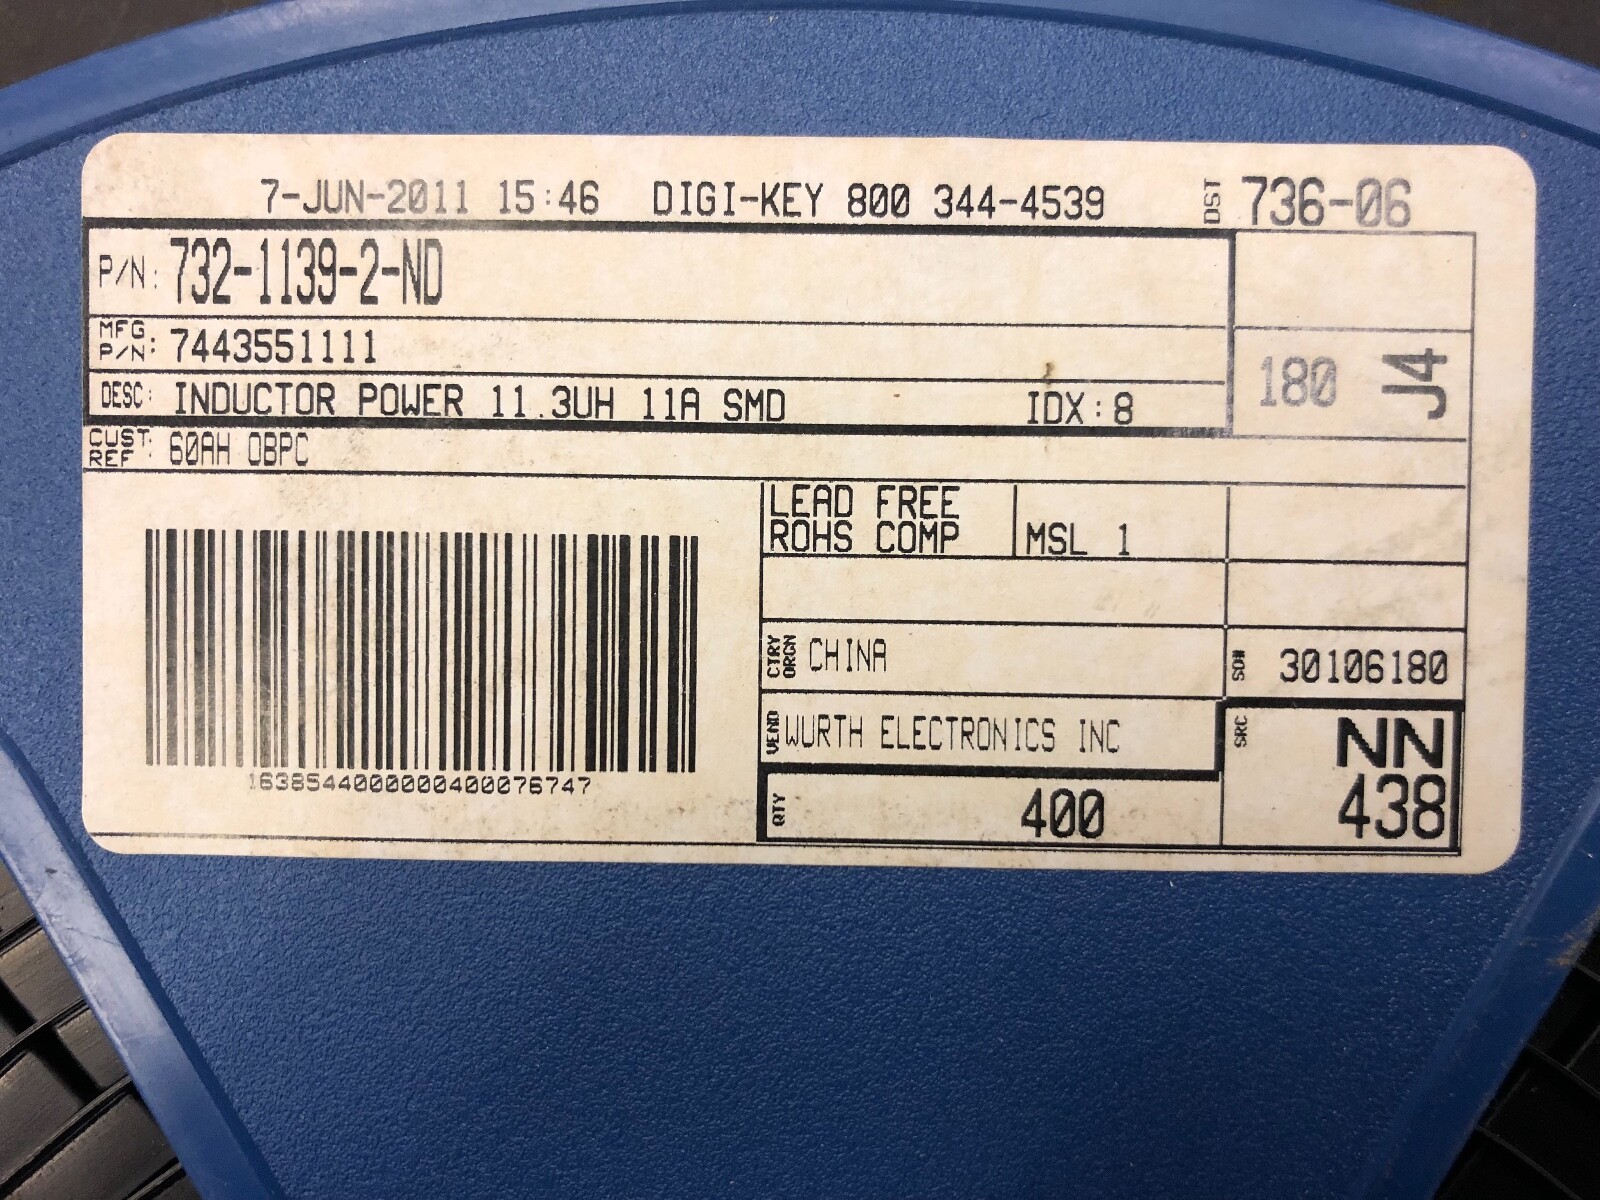 7-JUN-2011 15:46 DIGI-KEY 800 344-4539 DST 736-06
P/N: 732-1139-2-ND
MFG P/N: 7443551111
180 J4
DESC: INDUCTOR POWER 11.3UH 11A SMD IDX:8
CUST REF: 60AH OBPC
LEAD FREE
ROHS COMP MSL 1
CTRY ORGN CHINA SO# 30106180
VEND WURTH ELECTRONICS INC SRC NN
QTY 400 438
1638544000000400076747